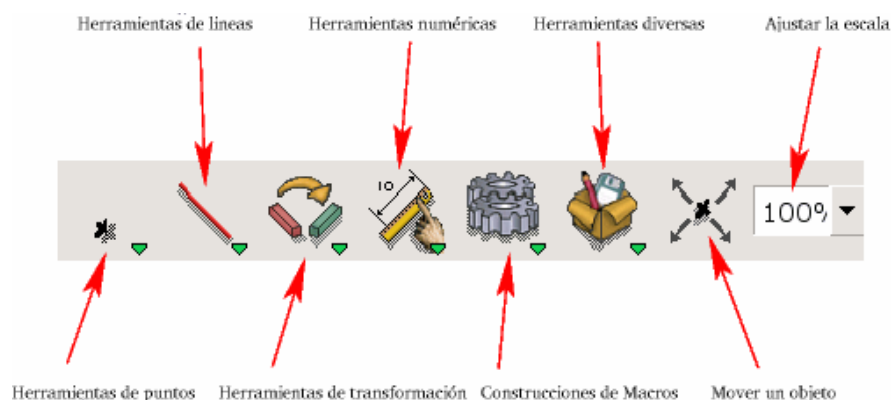 Herramientas de lineas Herramientas numéricas Herramientas diversas Ajustar la escala
10
100%
Herramientas de puntos Herramientas de transformación Construcciones de Macros Mover un objeto